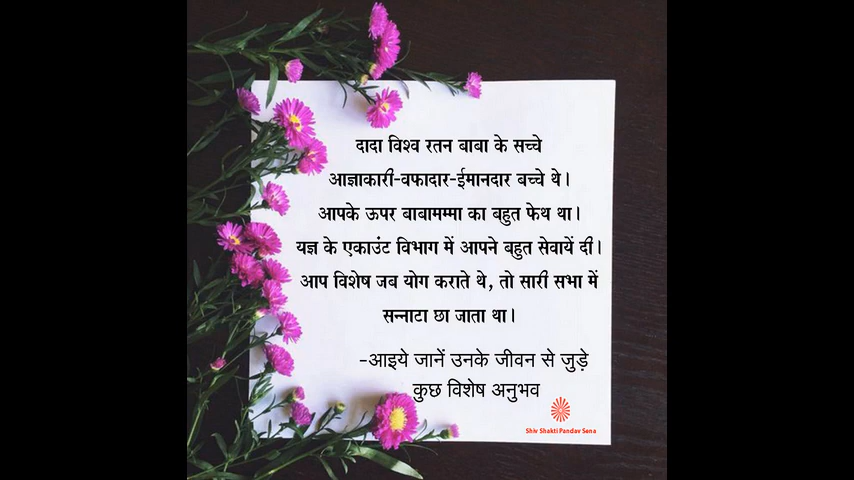 दादा विश्व रतन बाबा के सच्चे
आज्ञाकारी-वफादार-ईमानदार बच्चे थे।
आपके ऊपर बाबामम्मा का बहुत फेथ था।
यज्ञ के एकाउंट विभाग में आपने बहुत सेवायें दी।
आप विशेष जब योग कराते थे, तो सारी सभा में
सन्नाटा छा जाता था।
-आइये जानें उनके जीवन से जुड़े
कुछ विशेष अनुभव
Shiv Shakti Pandav Sena